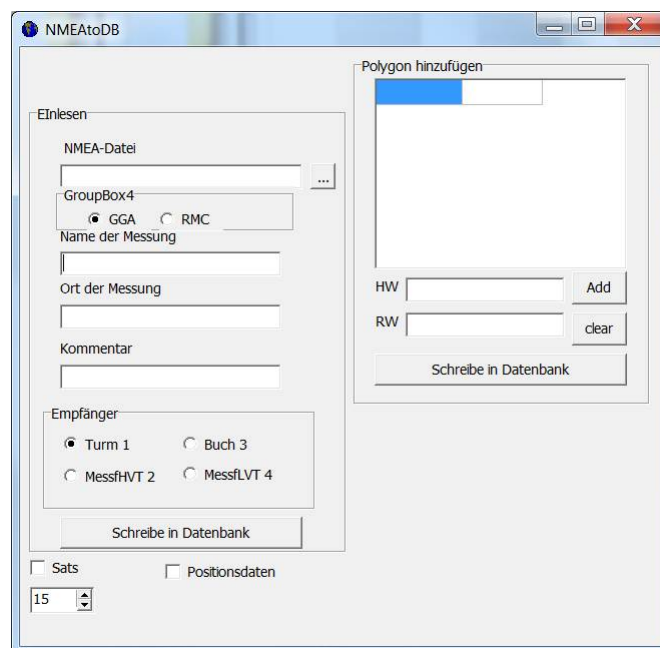 NMEAtoDB
EInlesen
NMEA-Datei
...
GroupBox4
GGA RMC
Name der Messung
Ort der Messung
Kommentar
Empfänger
Turm 1 Buch 3
MessfHVT 2 MessfLVT 4
Schreibe in Datenbank
Sats Positionsdaten
15
Polygon hinzufügen
HW Add
RW clear
Schreibe in Datenbank